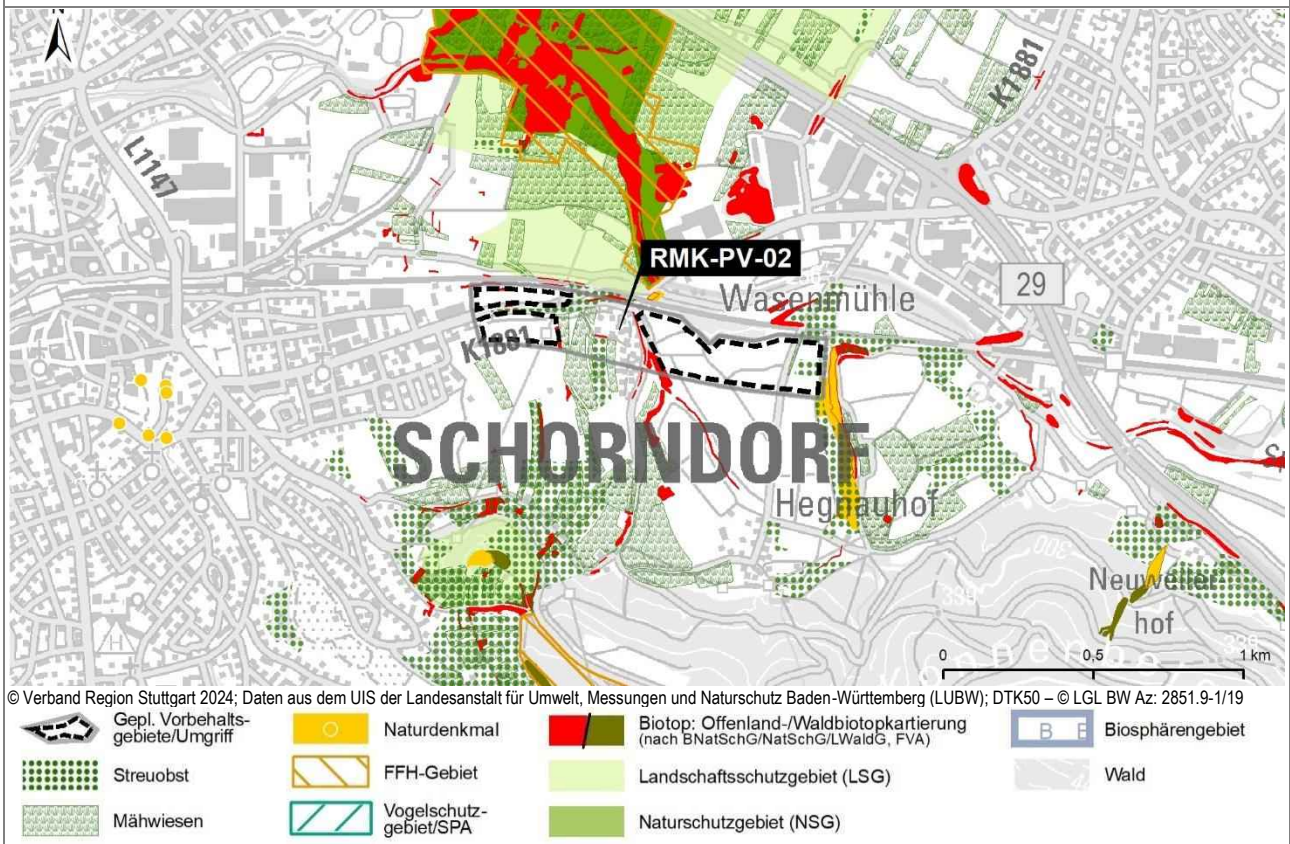 N
K1881
L1147
RMK-PV-02
Wasenmühle
29
K1881
SCHORNDORF
Hegnauhof
300
Neuweiler-
hof
0 0,5 1 km
© Verband Region Stuttgart 2024; Daten aus dem UIS der Landesanstalt für Umwelt, Messungen und Naturschutz Baden-Württemberg (LUBW); DTK50 – © LGL BW Az: 2851.9-1/19
Gepl. Vorbehalts-
gebiete/Umgriff
Naturdenkmal
Biotop: Offenland-/Waldbiotopkartierung
(nach BNatSchG/NatSchG/LWaldG, FVA)
B
Biosphärengebiet
Streuobst
FFH-Gebiet
Landschaftsschutzgebiet (LSG)
Wald
Mähwiesen
Vogelschutz-
gebiet/SPA
Naturschutzgebiet (NSG)